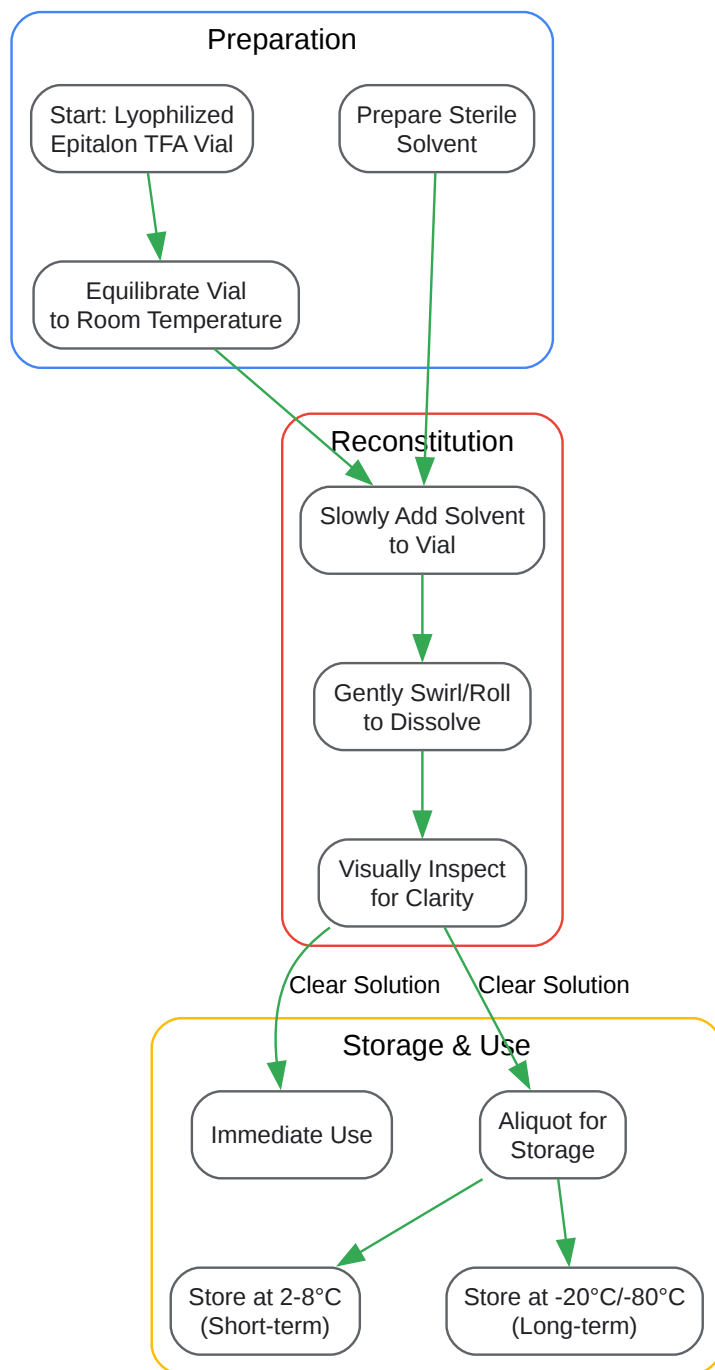 Preparation
Start: Lyophilized
Epitalon TFA Vial
Prepare Sterile
Solvent
Equilibrate Vial
to Room Temperature
Reconstitution
Slowly Add Solvent
to Vial
Gently Swirl/Roll
to Dissolve
Visually Inspect
for Clarity
Clear Solution
Clear Solution
Storage & Use
Immediate Use
Aliquot for
Storage
Store at 2-8°C
(Short-term)
Store at -20°C/-80°C
(Long-term)